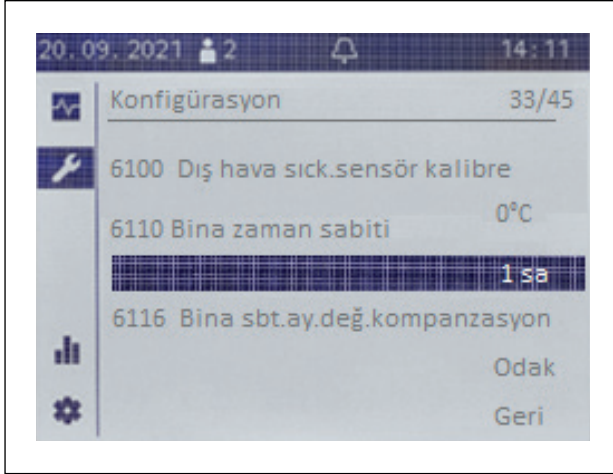 20.09.2021 2 14:11
Konfigürasyon 33/45
6100 Dış hava sıck.sensör kalibre
0°C
6110 Bina zaman sabiti
1 sa
6116 Bina sbt.ay.değ.kompanzasyon
Odak
Geri